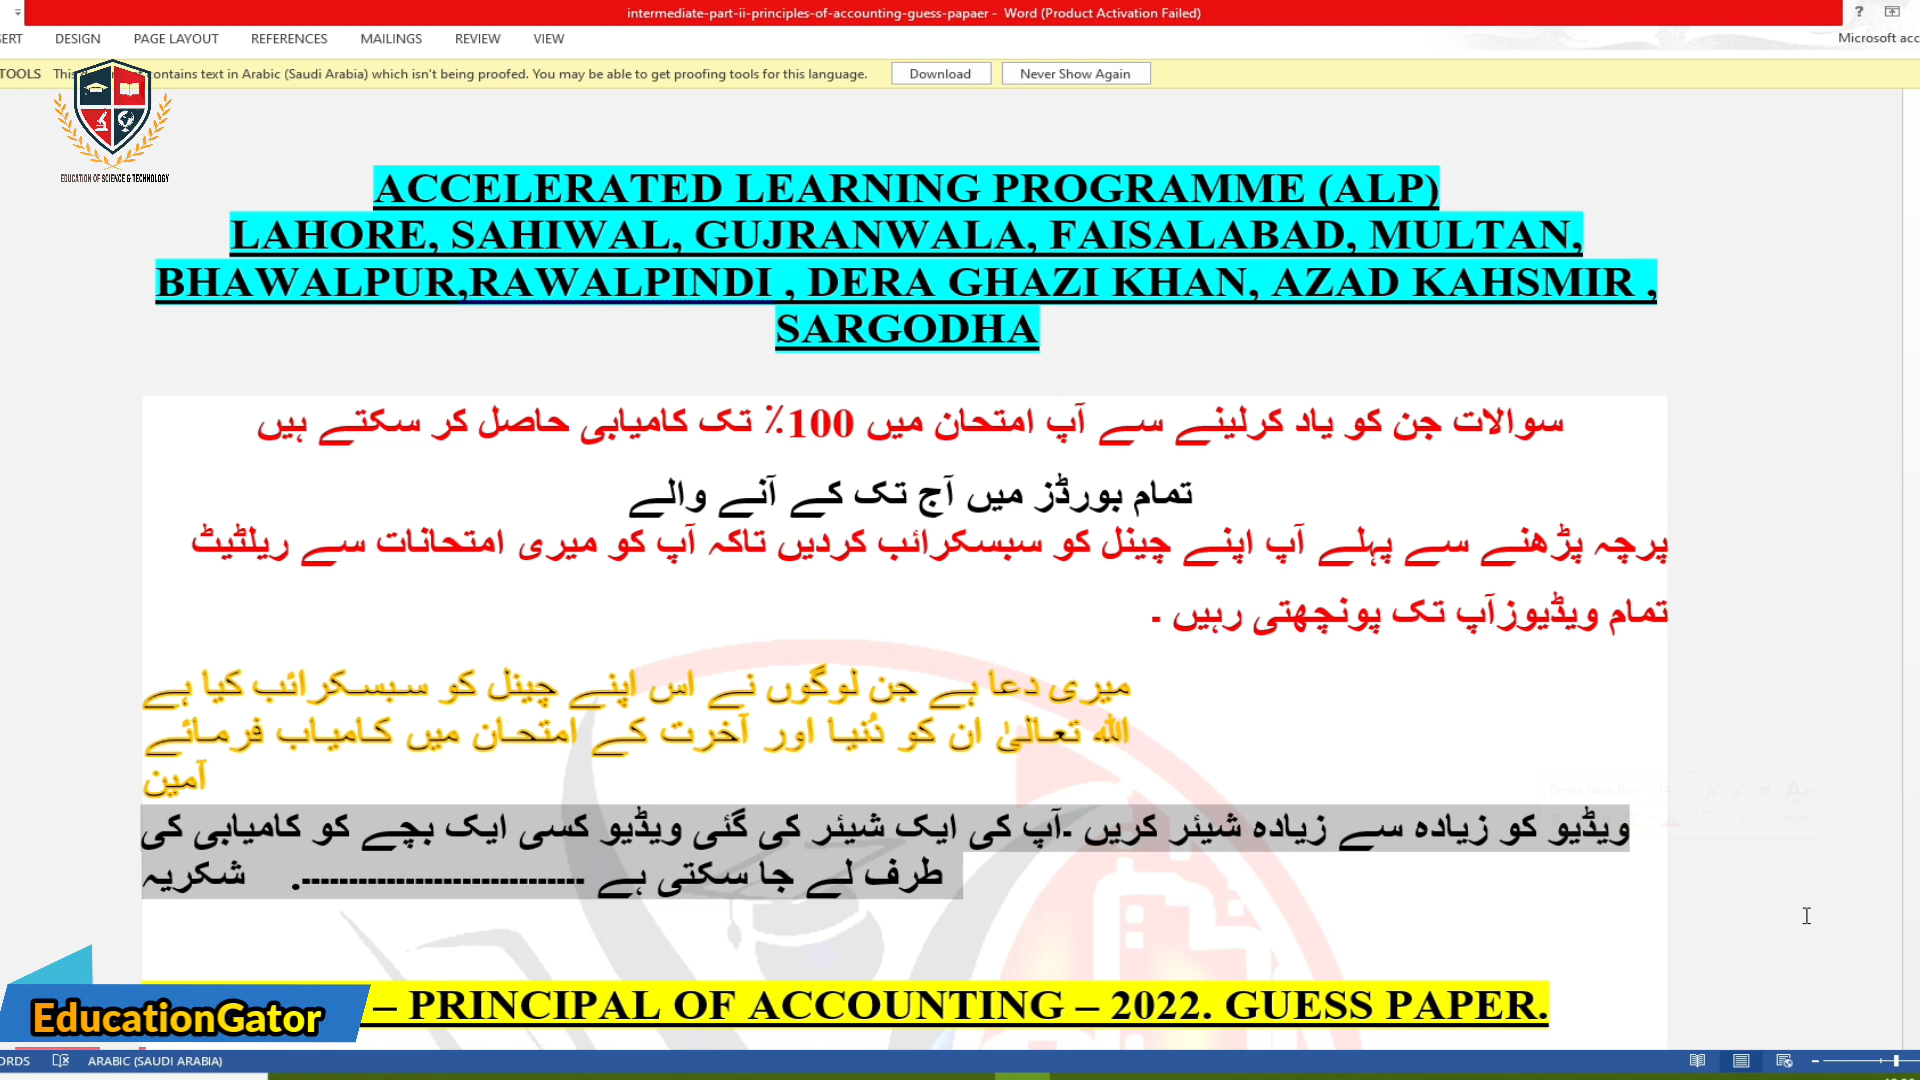 intermediate-part-ii-principles-of-accounting-guess-papaer - Word (Product Activation Failed)
ERT DESIGN PAGE LAYOUT REFERENCES MAILINGS REVIEW VIEW
Microsoft acc
TOOLS This ontains text in Arabic (Saudi Arabia) which isn't being proofed. You may be able to get proofing tools for this language. Download Never Show Again
EDUCATION OF SCIENCE & TECHNOLOGY
ACCELERATED LEARNING PROGRAMME (ALP)
LAHORE, SAHIWAL, GUJRANWALA, FAISALABAD, MULTAN,
BHAWALPUR,RAWALPINDI , DERA GHAZI KHAN, AZAD KAHSMIR ,
SARGODHA
سوالات جن کو یاد کرلینے سے آپ امتحان میں 100٪ تک کامیابی حاصل کر سکتے ہیں
تمام بورڈز میں آج تک کے آنے والے
پرچہ پڑھنے سے پہلے آپ اپنے چینل کو سبسکرائب کردیں تاکہ آپ کو میری امتحانات سے ریلٹیٹ
تمام ویڈیوزآپ تک پونچھتی رہیں ۔
میری دعا ہے جن لوگوں نے اس اپنے چینل کو سبسکرائب کیا ہے
الله تعالیٰ ان کو دُنیا اور آخرت کے امتحان میں کامیاب فرمائے
آمین
ویڈیو کو زیادہ سے زیادہ شیئر کریں ۔آپ کی ایک شیئر کی گئی ویڈیو کسی ایک بچے کو کامیابی کی
طرف لے جا سکتی ہے ------------------------------. شکریہ
– PRINCIPAL OF ACCOUNTING – 2022. GUESS PAPER.
EducationGator
ORDS ARABIC (SAUDI ARABIA)